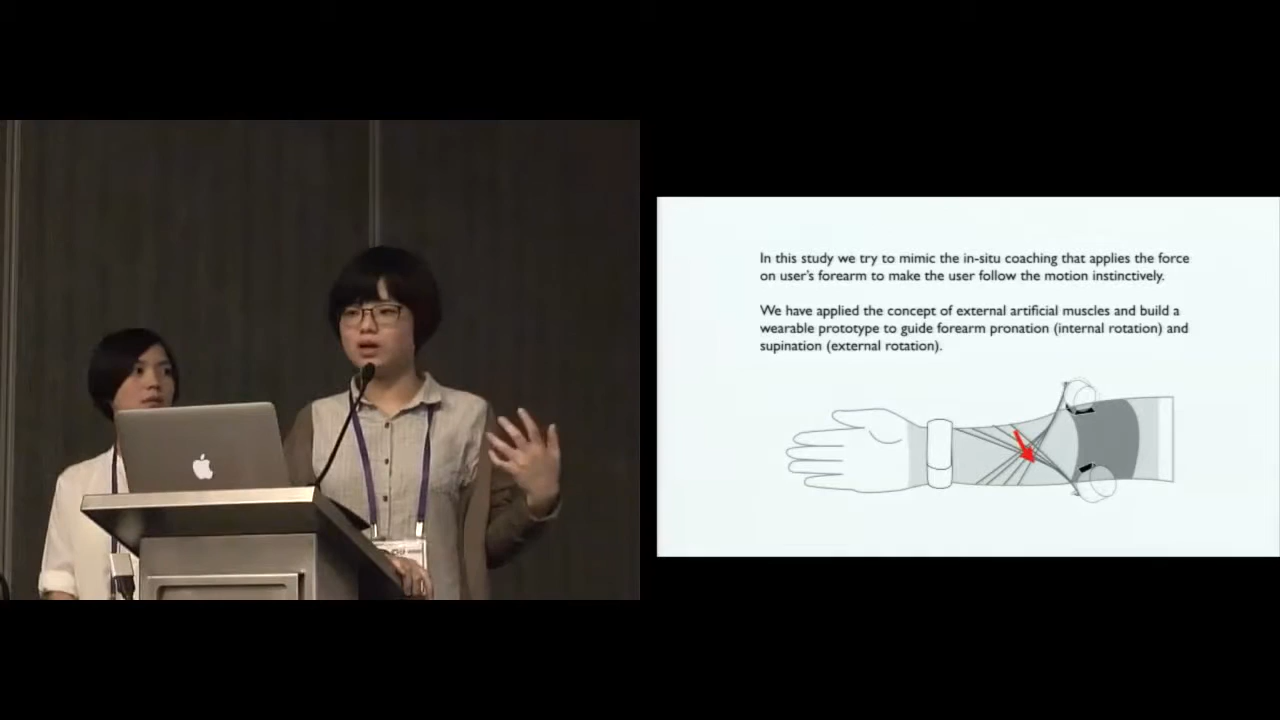 In this study we try to mimic the in-situ coaching that applies the force
on user's forearm to make the user follow the motion instinctively.
We have applied the concept of external artificial muscles and build a
wearable prototype to guide forearm pronation (internal rotation) and
supination (external rotation).